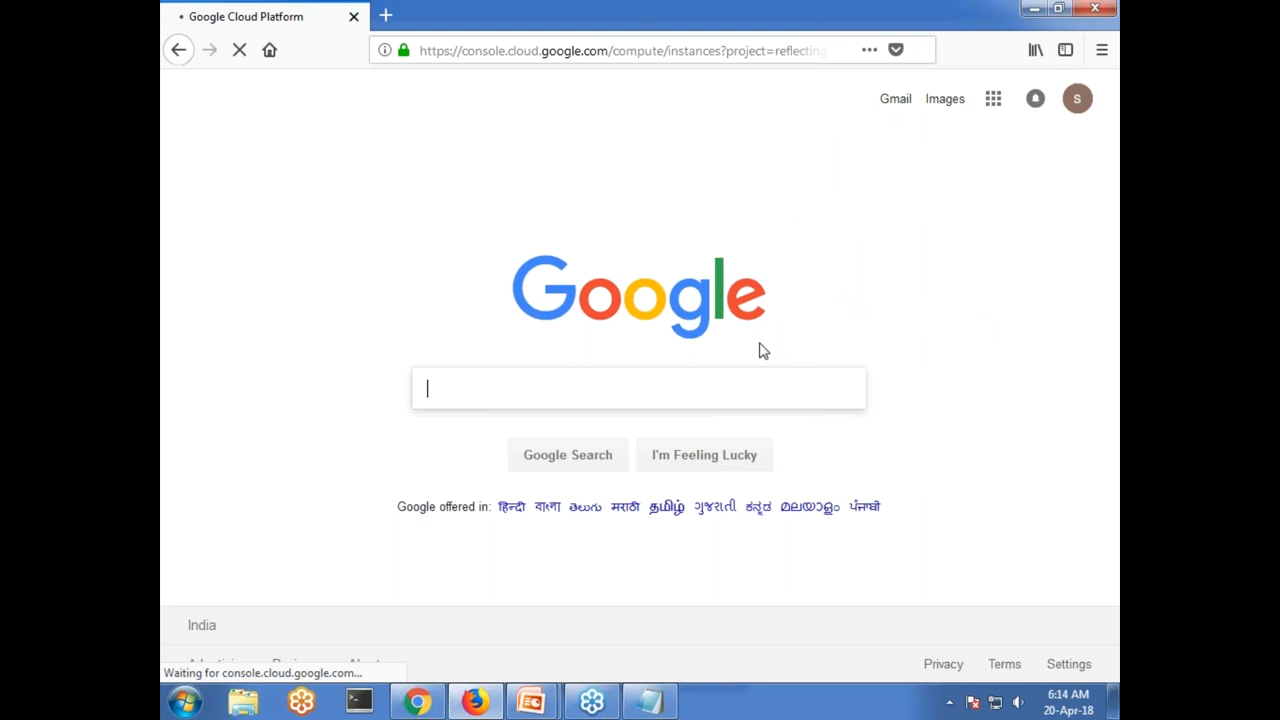 Google Cloud Platform
https://console.cloud.google.com/compute/instances?project=reflecting
Gmail Images S
Google
Google Search I'm Feeling Lucky
Google offered in: हिन्दी বাংলা తెలుగు मराठी தமிழ் ગુજરાતી ಕನ್ನಡ മലയാളം ਪੰਜਾਬੀ
India
Privacy Terms Settings
Waiting for console.cloud.google.com...
6:14 AM
20-Apr-18